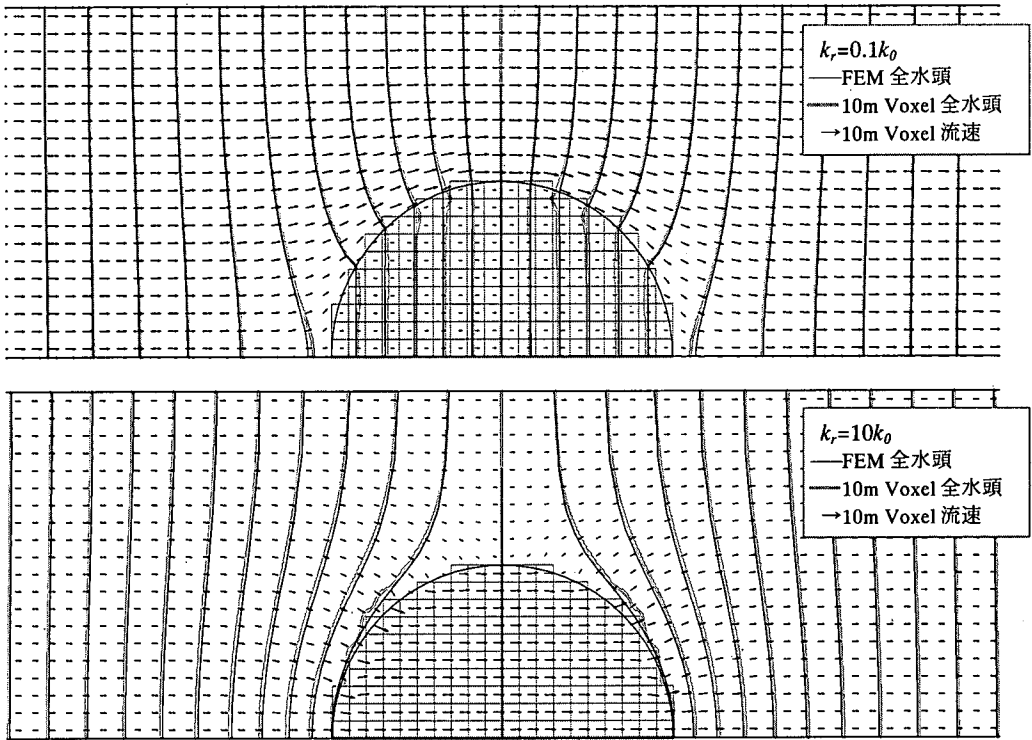 k_r=0.1k_0
—FEM 全水頭
—10m Voxel 全水頭
→10m Voxel 流速
k_r=10k_0
—FEM 全水頭
—10m Voxel 全水頭
→10m Voxel 流速